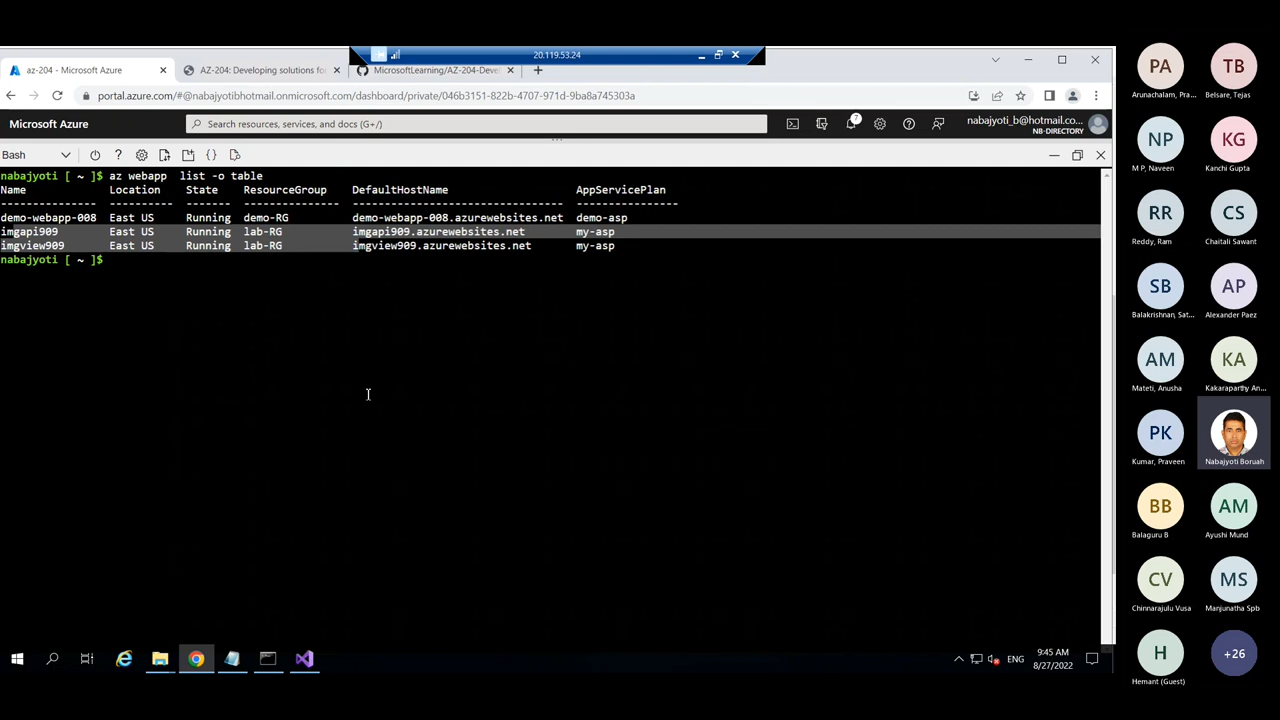 20.119.53.24
az-204 - Microsoft Azure
AZ-204: Developing solutions for
MicrosoftLearning/AZ-204-Deve
portal.azure.com/#@nabajyotibhotmail.onmicrosoft.com/dashboard/private/046b3151-822b-4707-971d-9ba8a745303a
Microsoft Azure
Search resources, services, and docs (G+/)
7
nabajyoti_b@hotmail.co...
NB-DIRECTORY
Bash
nabajyoti [ ~ ]$ az webapp  list -o table
Name Location State ResourceGroup DefaultHostName AppServicePlan
--------------- ---------- ------- --------------- --------------------------------- ----------------
demo-webapp-008 East US Running demo-RG demo-webapp-008.azurewebsites.net demo-asp
imgapi909 East US Running lab-RG imgapi909.azurewebsites.net my-asp
imgview909 East US Running lab-RG imgview909.azurewebsites.net my-asp
nabajyoti [ ~ ]$
ENG
9:45 AM
8/27/2022
PA
Arunachalam, Pra...
TB
Belsare, Tejas
NP
M P, Naveen
KG
Kanchi Gupta
RR
Reddy, Ram
CS
Chaitali Sawant
SB
Balakrishnan, Sat...
AP
Alexander Paez
AM
Mateti, Anusha
KA
Kakaraparthy An...
PK
Kumar, Praveen
Nabajyoti Boruah
BB
Balaguru B
AM
Ayushi Mund
CV
Chinnarajulu Vusa
MS
Manjunatha Spb
H
Hemant (Guest)
+26